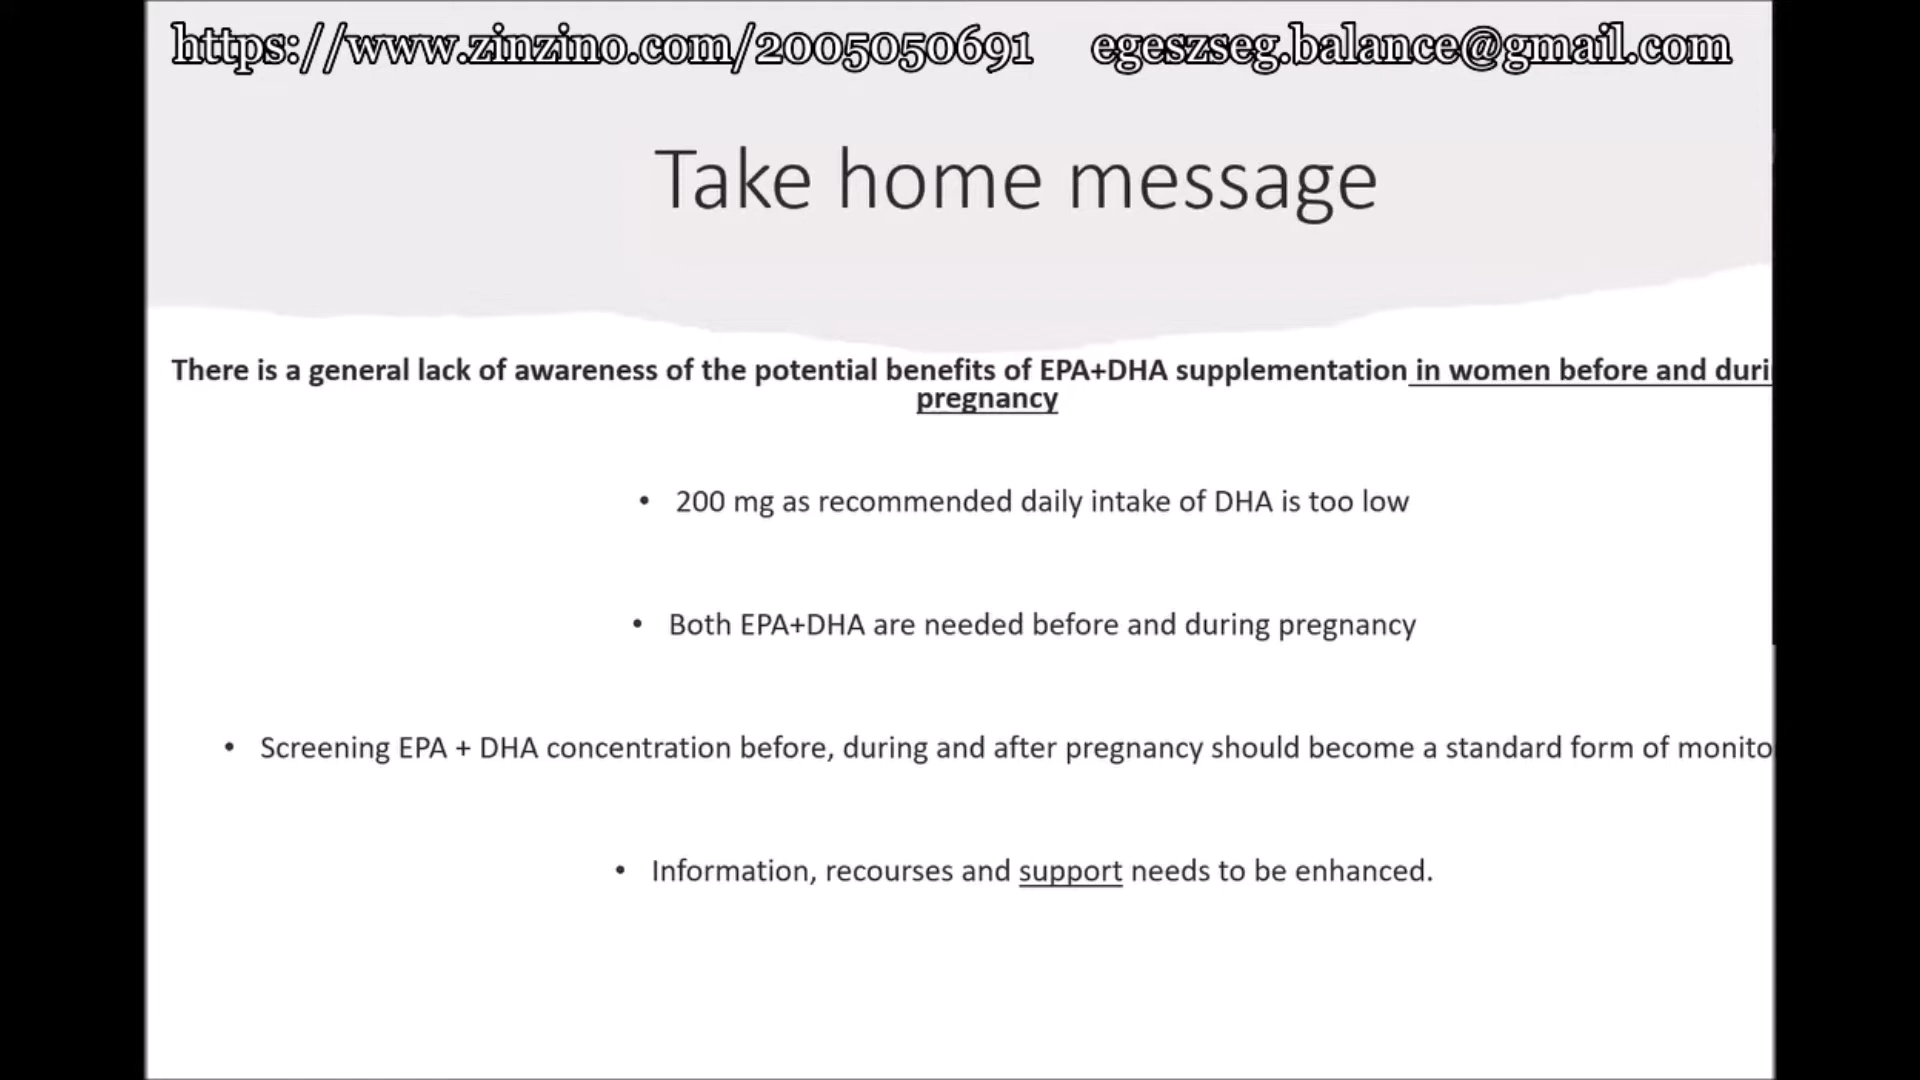 https://www.zinzino.com/2005050691 egeszseg.balance@gmail.com
Take home message
There is a general lack of awareness of the potential benefits of EPA+DHA supplementation in women before and duri
pregnancy
• 200 mg as recommended daily intake of DHA is too low
• Both EPA+DHA are needed before and during pregnancy
• Screening EPA + DHA concentration before, during and after pregnancy should become a standard form of monito
• Information, recourses and support needs to be enhanced.